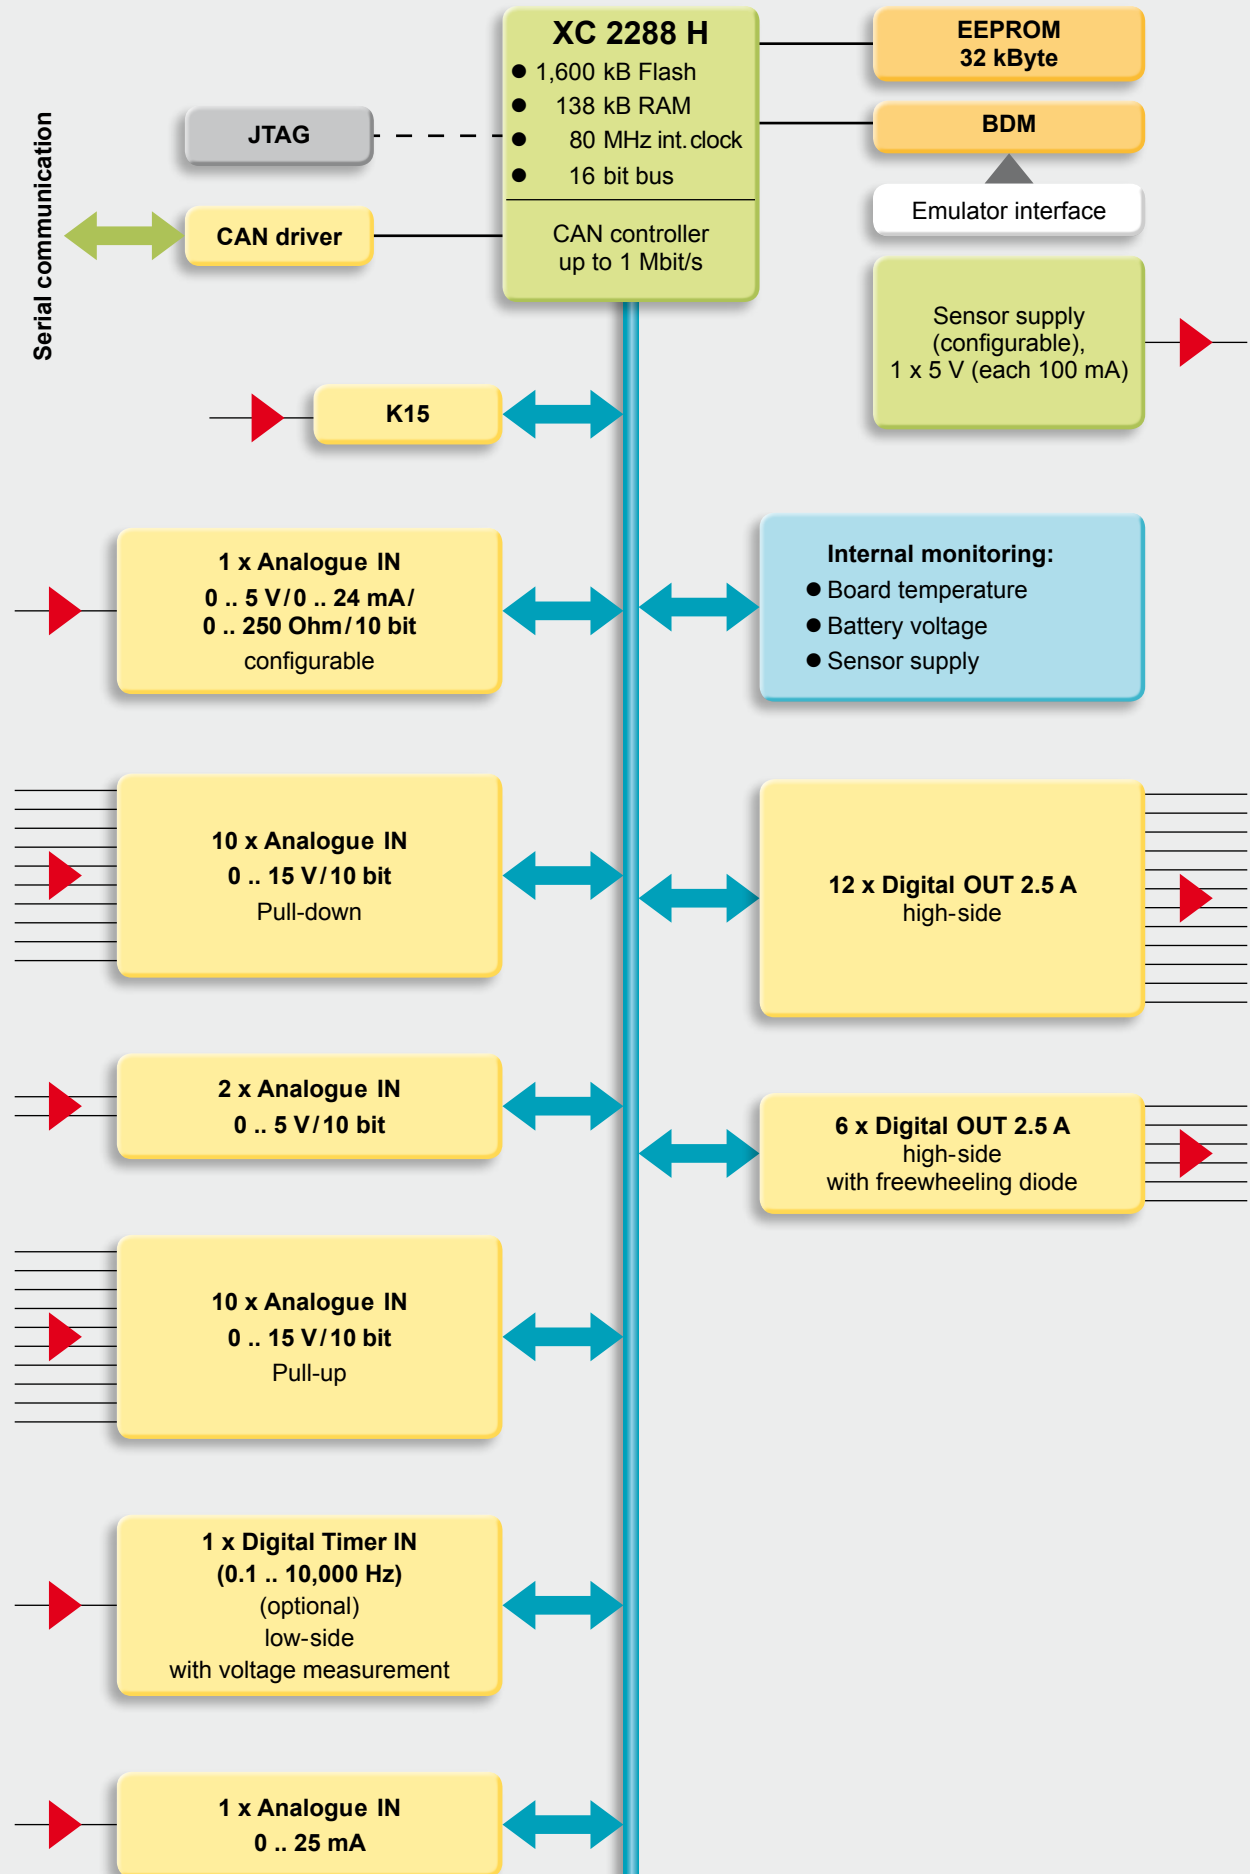 XC 2288 H
● 1,600 kB Flash
● 138 kB RAM
● 80 MHz int. clock
● 16 bit bus
CAN controller
up to 1 Mbit/s
EEPROM
32 kByte
BDM
Emulator interface
JTAG
CAN driver
Serial communication
Sensor supply
(configurable),
1 x 5 V (each 100 mA)
K15
1 x Analogue IN
0 .. 5 V/0 .. 24 mA/
0 .. 250 Ohm/10 bit
configurable
Internal monitoring:
● Board temperature
● Battery voltage
● Sensor supply
10 x Analogue IN
0 .. 15 V/10 bit
Pull-down
12 x Digital OUT 2.5 A
high-side
2 x Analogue IN
0 .. 5 V/10 bit
6 x Digital OUT 2.5 A
high-side
with freewheeling diode
10 x Analogue IN
0 .. 15 V/10 bit
Pull-up
1 x Digital Timer IN
(0.1 .. 10,000 Hz)
(optional)
low-side
with voltage measurement
1 x Analogue IN
0 .. 25 mA